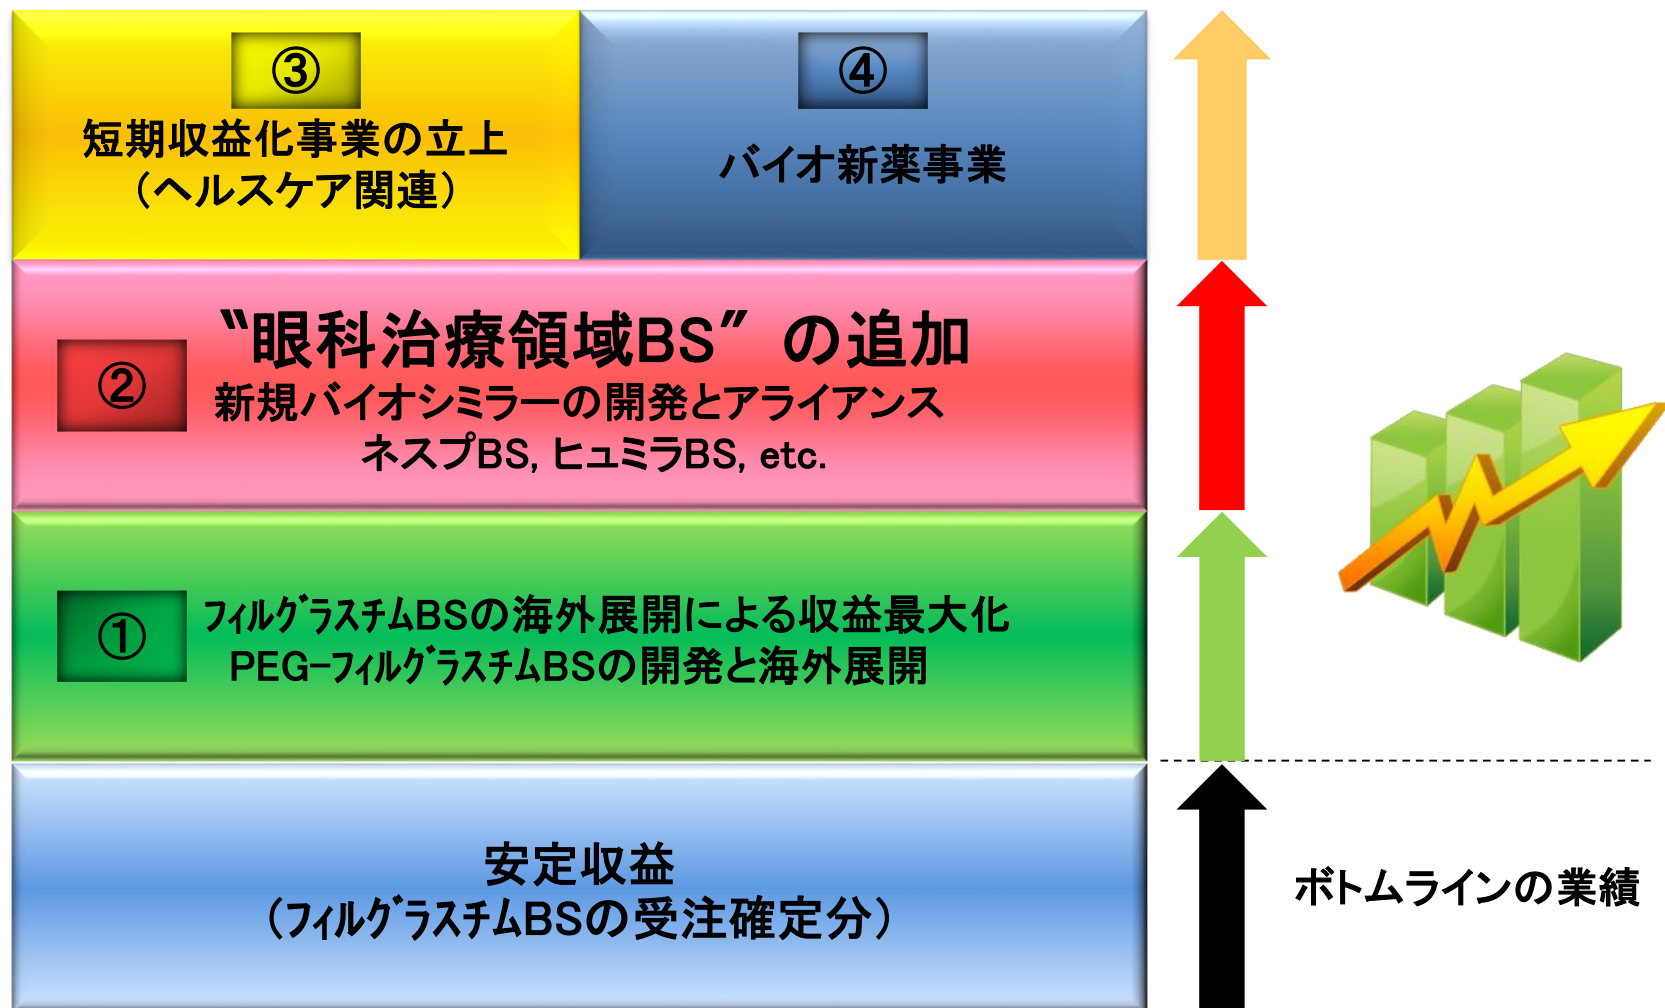 ③
短期収益化事業の立上
（ヘルスケア関連）
④
バイオ新薬事業
②
〝眼科治療領域BS〞の追加
新規バイオシミラーの開発とアライアンス
ネスプBS, ヒュミラBS, etc.
①
ﾌｨﾙｸﾞﾗｽﾁﾑBSの海外展開による収益最大化
PEG-ﾌｨﾙｸﾞﾗｽﾁﾑBSの開発と海外展開
安定収益
（ﾌｨﾙｸﾞﾗｽﾁﾑBSの受注確定分）
ボトムラインの業績